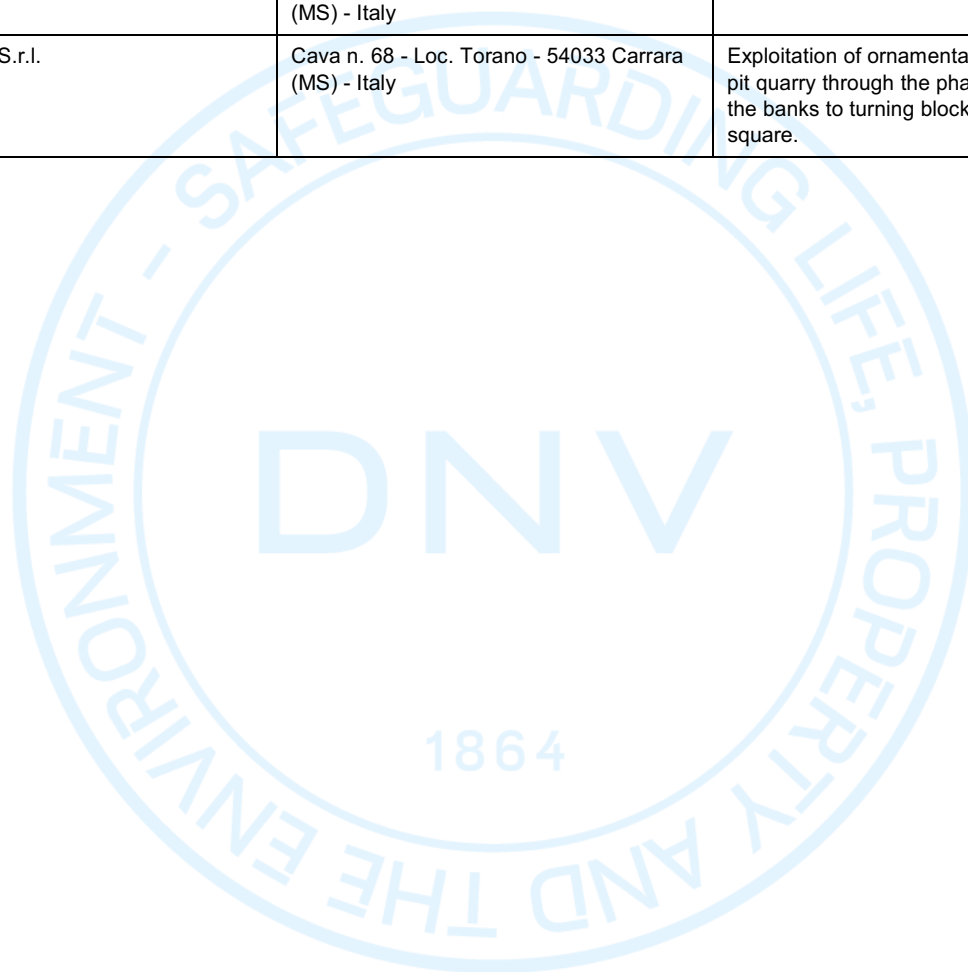 (MS) - Italy
S.r.l.
Cava n. 68 - Loc. Torano - 54033 Carrara
(MS) - Italy
Exploitation of ornamenta
pit quarry through the pha
the banks to turning block
square.
SAFEGUARDING LIFE, PROPERTY AND THE ENVIRONMENT -
DNV
1864